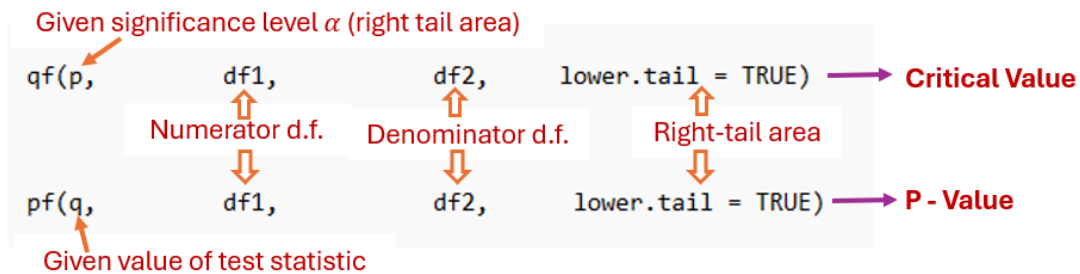 Given significance level α (right tail area)
qf(p, df1, df2, lower.tail = TRUE) Critical Value
Numerator d.f. Denominator d.f. Right-tail area
pf(q, df1, df2, lower.tail = TRUE) P - Value
Given value of test statistic